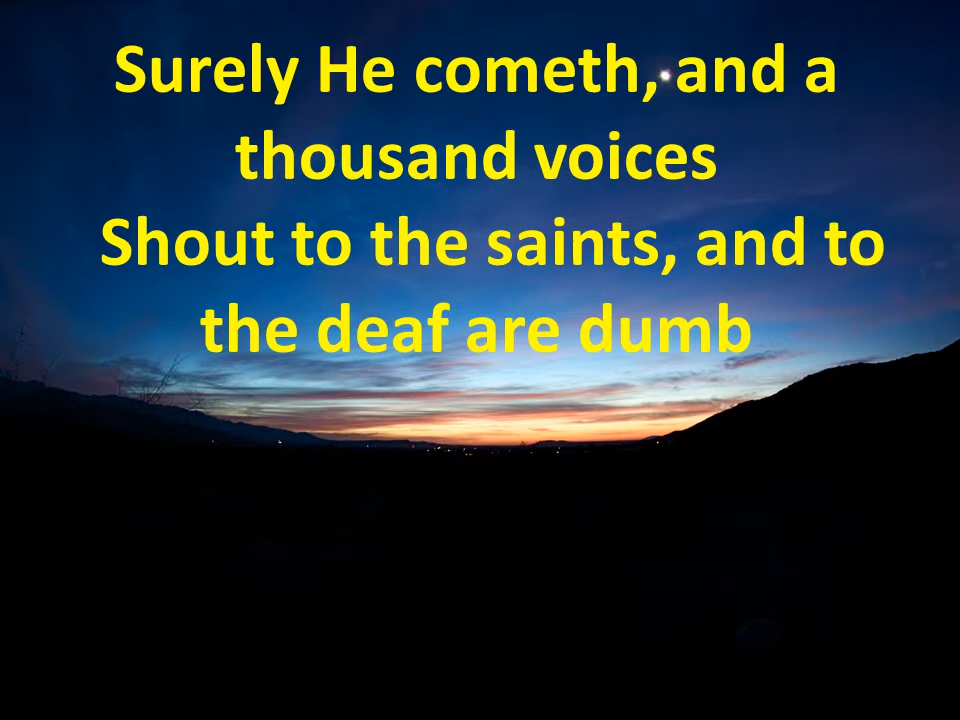 Surely He cometh, and a
thousand voices
Shout to the saints, and to
the deaf are dumb